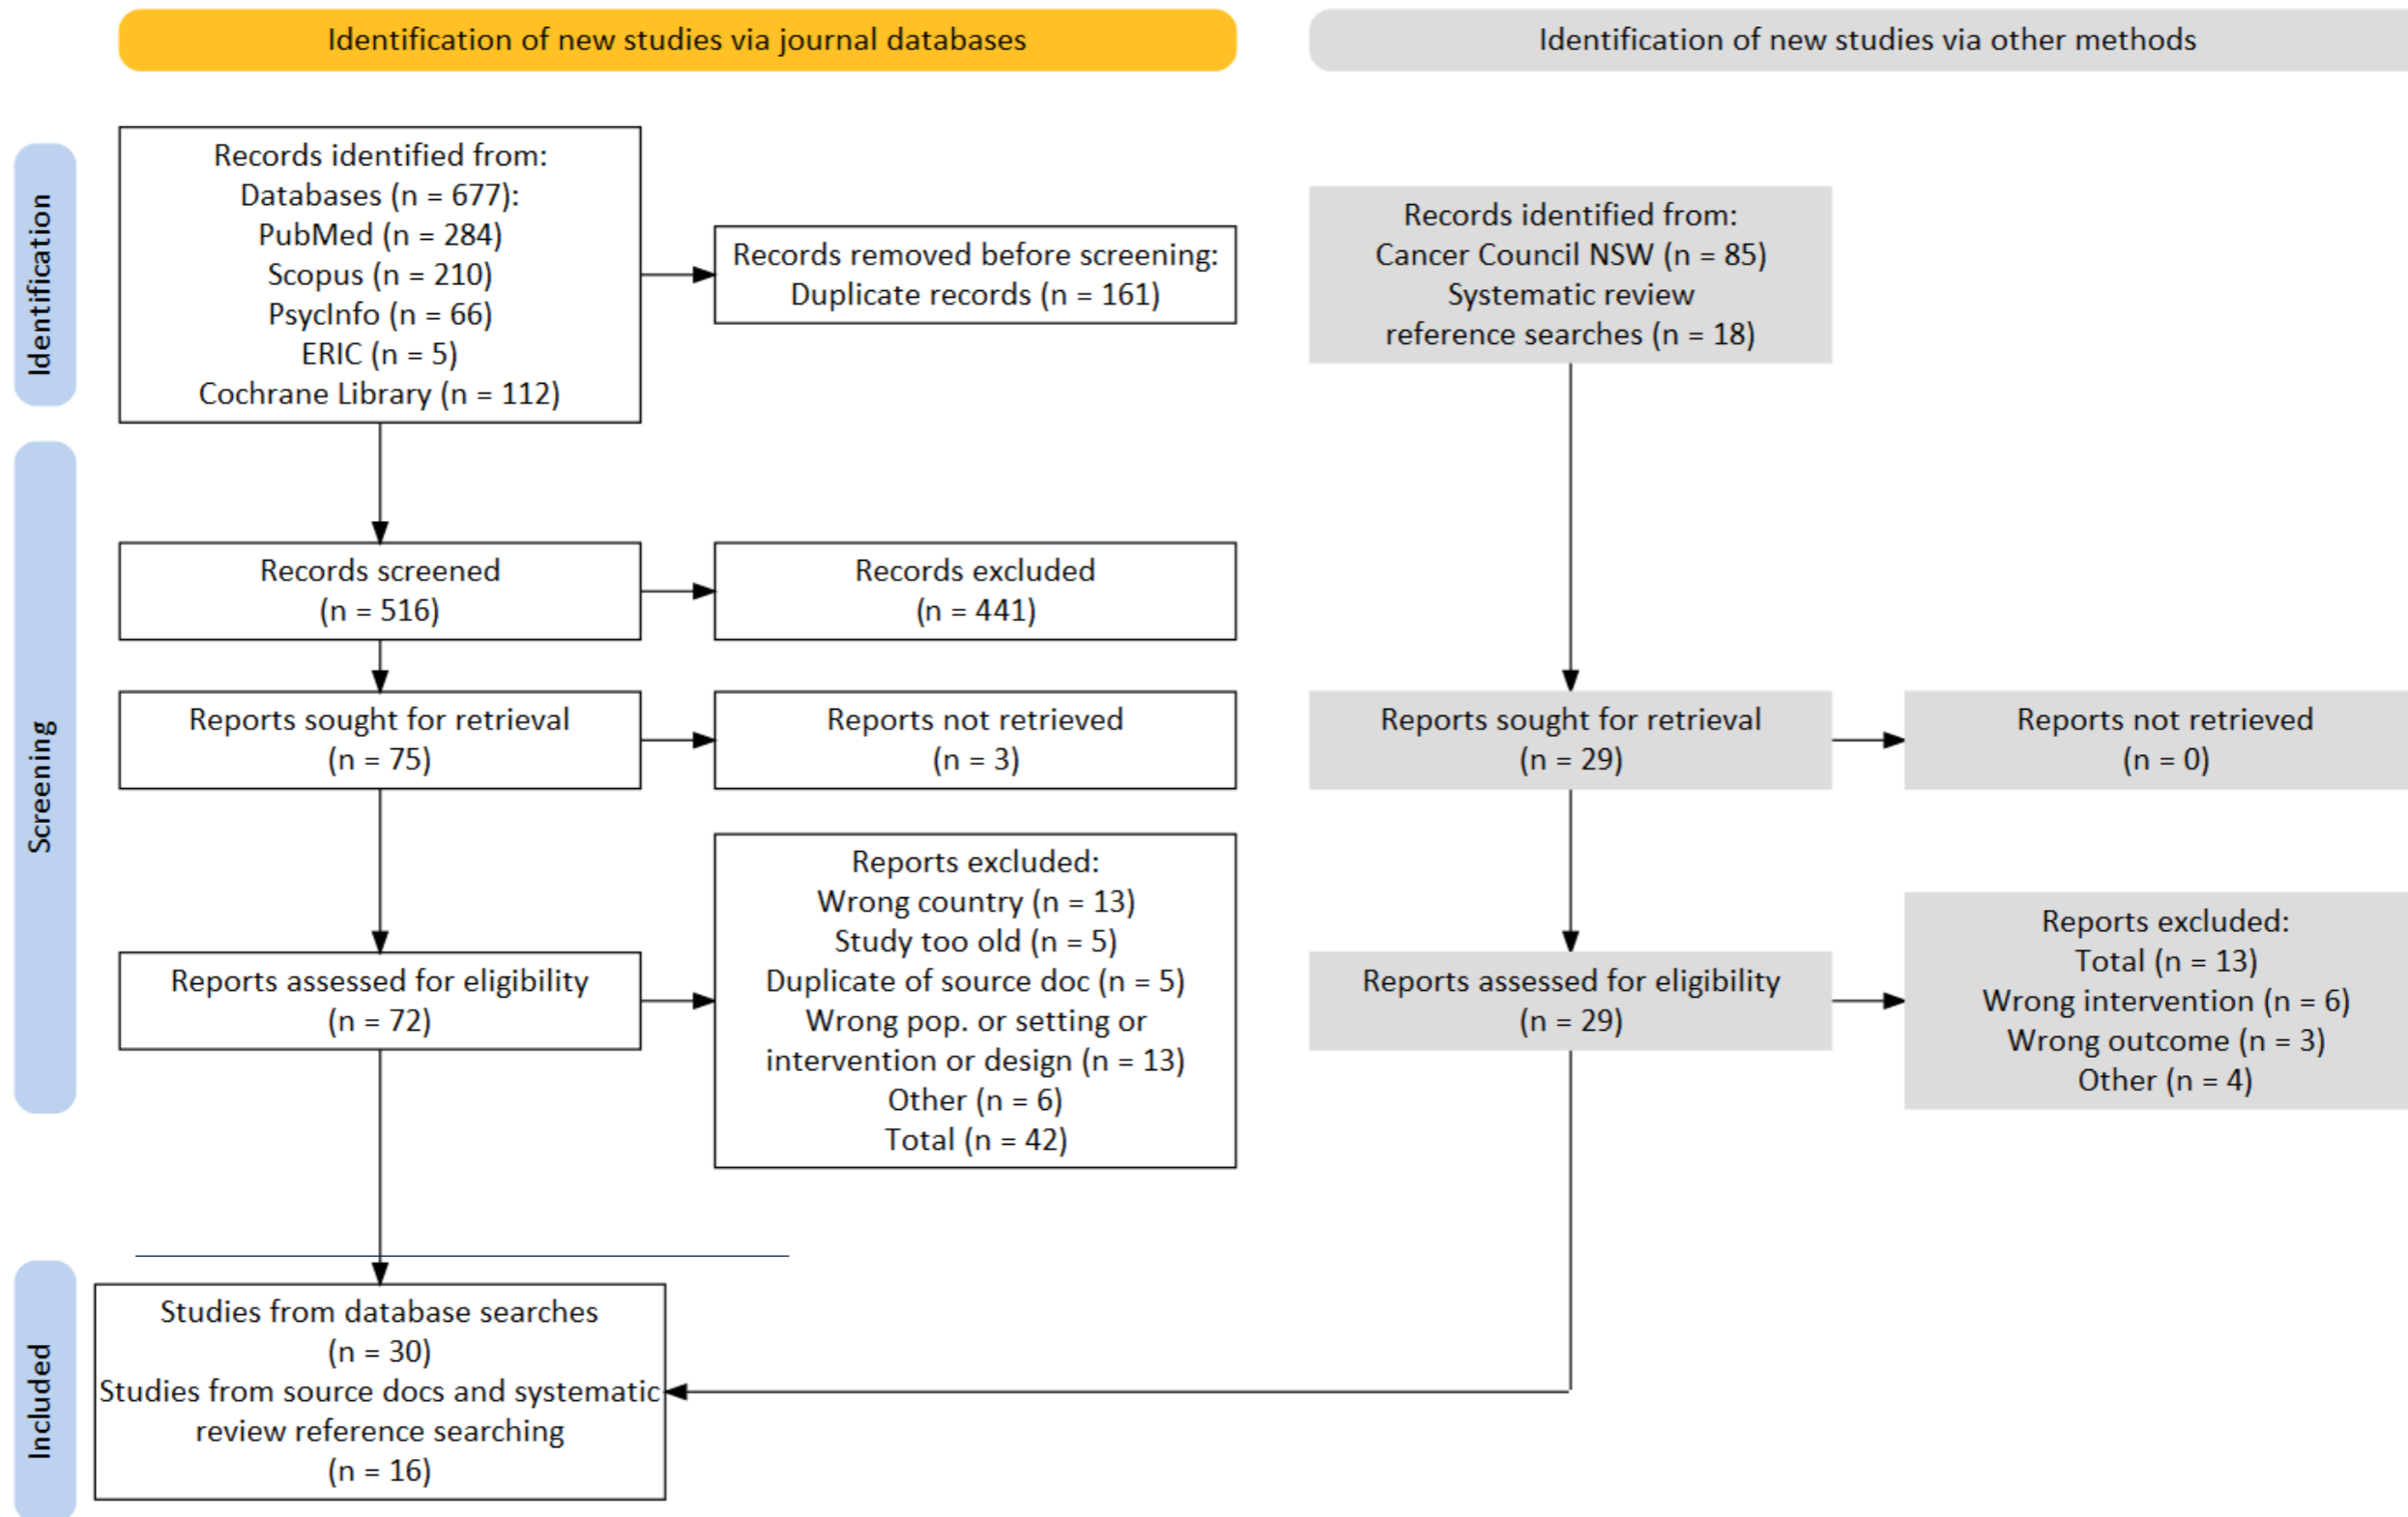 Identification of new studies via journal databases
Identification of new studies via other methods
Identification
Records identified from:
Databases (n = 677):
PubMed (n = 284)
Scopus (n = 210)
PsycInfo (n = 66)
ERIC (n = 5)
Cochrane Library (n = 112)
Records removed before screening:
Duplicate records (n = 161)
Records identified from:
Cancer Council NSW (n = 85)
Systematic review
reference searches (n = 18)
Screening
Records screened
(n = 516)
Records excluded
(n = 441)
Reports sought for retrieval
(n = 75)
Reports not retrieved
(n = 3)
Reports sought for retrieval
(n = 29)
Reports not retrieved
(n = 0)
Reports assessed for eligibility
(n = 72)
Reports excluded:
Wrong country (n = 13)
Study too old (n = 5)
Duplicate of source doc (n = 5)
Wrong pop. or setting or
intervention or design (n = 13)
Other (n = 6)
Total (n = 42)
Reports assessed for eligibility
(n = 29)
Reports excluded:
Total (n = 13)
Wrong intervention (n = 6)
Wrong outcome (n = 3)
Other (n = 4)
Included
Studies from database searches
(n = 30)
Studies from source docs and systematic
review reference searching
(n = 16)